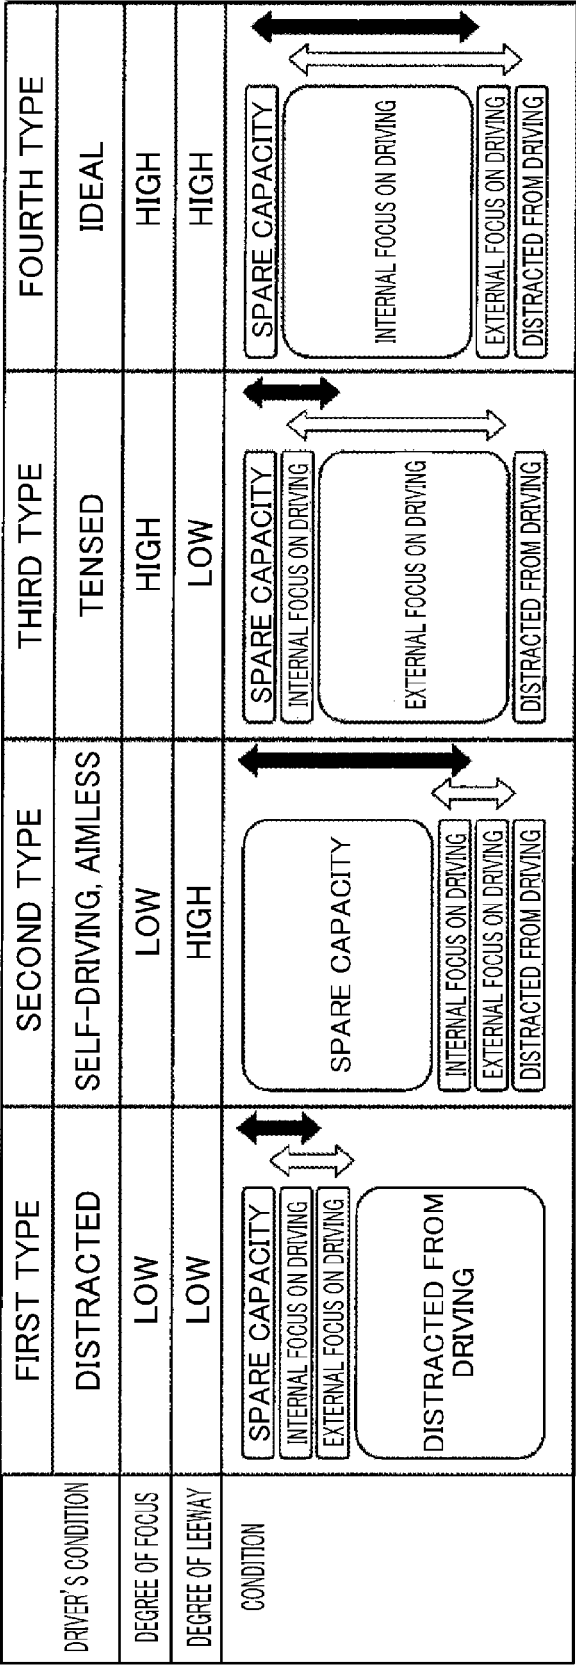 FIRST TYPE
SECOND TYPE
THIRD TYPE
FOURTH TYPE
DRIVER'S CONDITION
DISTRACTED
SELF-DRIVING, AIMLESS
TENSED
IDEAL
DEGREE OF FOCUS
LOW
LOW
HIGH
HIGH
DEGREE OF LEEWAY
LOW
HIGH
LOW
HIGH
CONDITION
SPARE CAPACITY
INTERNAL FOCUS ON DRIVING
EXTERNAL FOCUS ON DRIVING
DISTRACTED FROM
DRIVING
SPARE CAPACITY
INTERNAL FOCUS ON DRIVING
EXTERNAL FOCUS ON DRIVING
DISTRACTED FROM DRIVING
SPARE CAPACITY
INTERNAL FOCUS ON DRIVING
EXTERNAL FOCUS ON DRIVING
DISTRACTED FROM DRIVING
SPARE CAPACITY
INTERNAL FOCUS ON DRIVING
EXTERNAL FOCUS ON DRIVING
DISTRACTED FROM DRIVING